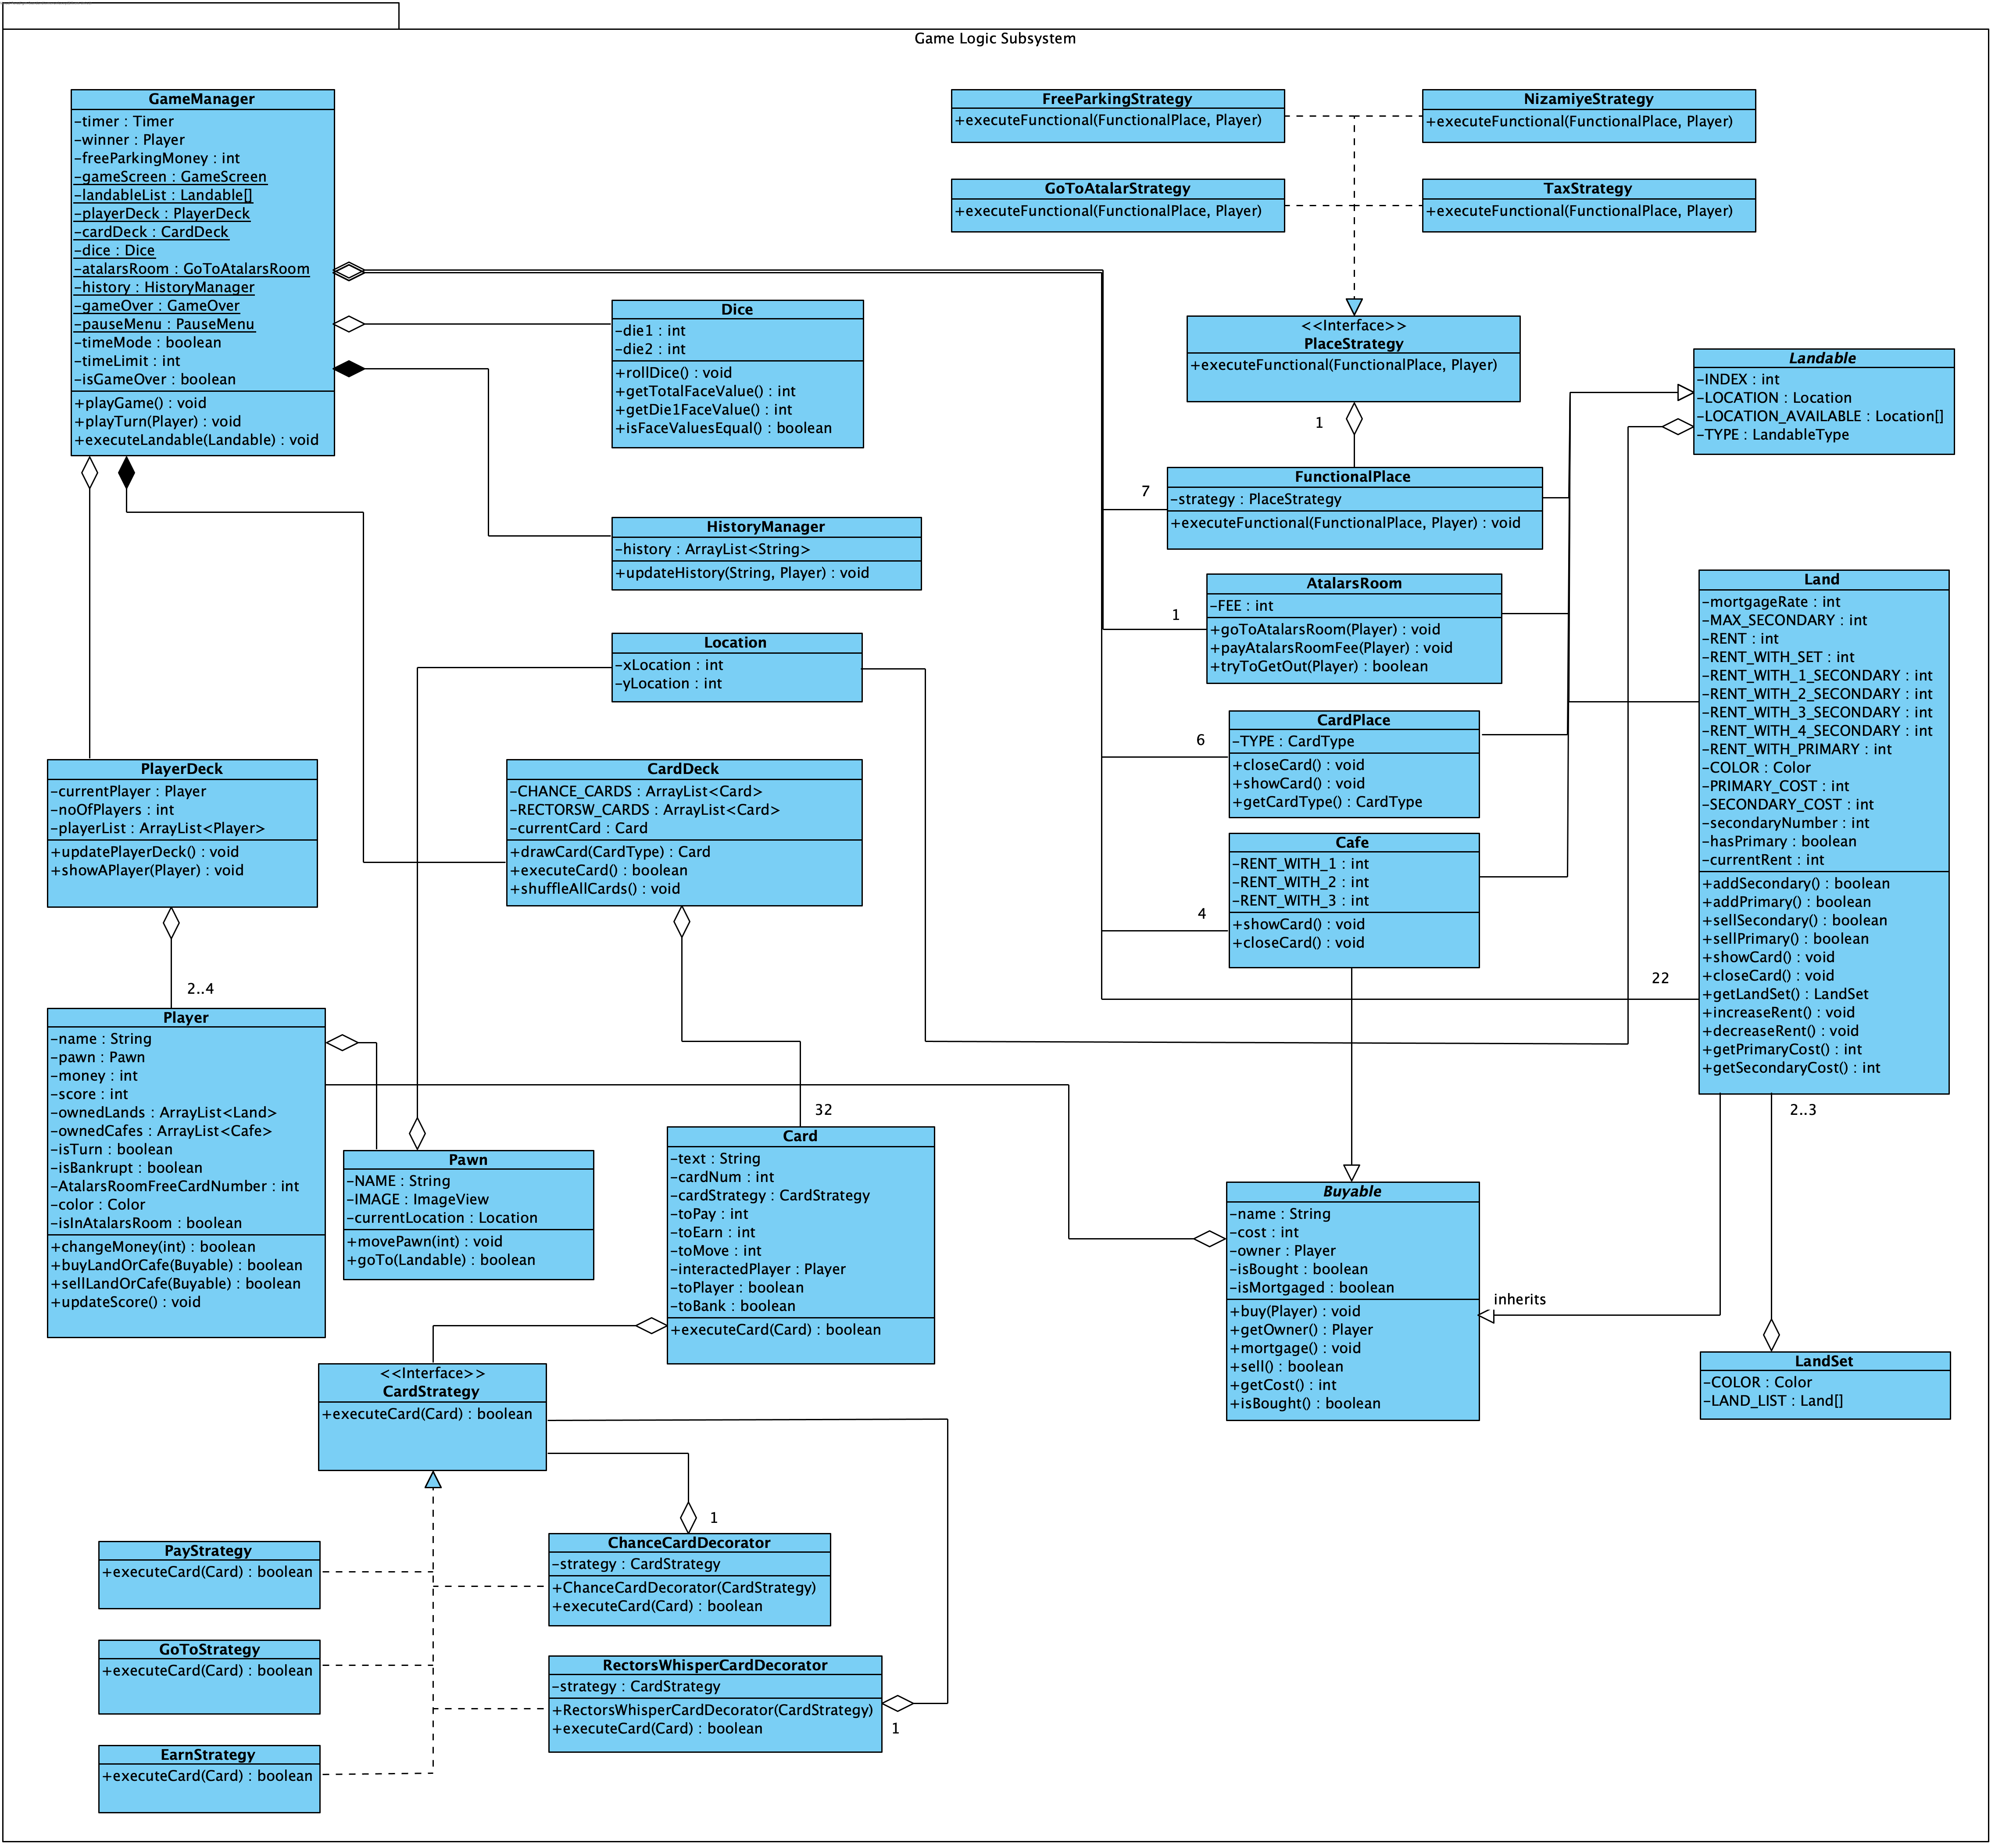 Game Logic Subsystem
GameManager
-timer : Timer
-winner : Player
-freeParkingMoney : int
-gameScreen : GameScreen
-landableList : Landable[]
-playerDeck : PlayerDeck
-cardDeck : CardDeck
-dice : Dice
-atalarsRoom : GoToAtalarsRoom
-history : HistoryManager
-gameOver : GameOver
-pauseMenu : PauseMenu
-timeMode : boolean
-timeLimit : int
-isGameOver : boolean
+playGame() : void
+playTurn(Player) : void
+executeLandable(Landable) : void
FreeParkingStrategy
+executeFunctional(FunctionalPlace, Player)
NizamiyeStrategy
+executeFunctional(FunctionalPlace, Player)
GoToAtalarStrategy
+executeFunctional(FunctionalPlace, Player)
TaxStrategy
+executeFunctional(FunctionalPlace, Player)
Dice
-die1 : int
-die2 : int
+rollDice() : void
+getTotalFaceValue() : int
+getDie1FaceValue() : int
+isFaceValuesEqual() : boolean
<<Interface>>
PlaceStrategy
+executeFunctional(FunctionalPlace, Player)
1
Landable
-INDEX : int
-LOCATION : Location
-LOCATION_AVAILABLE : Location[]
-TYPE : LandableType
7
FunctionalPlace
-strategy : PlaceStrategy
+executeFunctional(FunctionalPlace, Player) : void
HistoryManager
-history : ArrayList<String>
+updateHistory(String, Player) : void
1
AtalarsRoom
-FEE : int
+goToAtalarsRoom(Player) : void
+payAtalarsRoomFee(Player) : void
+tryToGetOut(Player) : boolean
Land
-mortgageRate : int
-MAX_SECONDARY : int
-RENT : int
-RENT_WITH_SET : int
-RENT_WITH_1_SECONDARY : int
-RENT_WITH_2_SECONDARY : int
-RENT_WITH_3_SECONDARY : int
-RENT_WITH_4_SECONDARY : int
-RENT_WITH_PRIMARY : int
-COLOR : Color
-PRIMARY_COST : int
-SECONDARY_COST : int
-secondaryNumber : int
-hasPrimary : boolean
-currentRent : int
+addSecondary() : boolean
+addPrimary() : boolean
+sellSecondary() : boolean
+sellPrimary() : boolean
+showCard() : void
+closeCard() : void
+getLandSet() : LandSet
+increaseRent() : void
+decreaseRent() : void
+getPrimaryCost() : int
+getSecondaryCost() : int
22
2..3
Location
-xLocation : int
-yLocation : int
6
CardPlace
-TYPE : CardType
+closeCard() : void
+showCard() : void
+getCardType() : CardType
4
Cafe
-RENT_WITH_1 : int
-RENT_WITH_2 : int
-RENT_WITH_3 : int
+showCard() : void
+closeCard() : void
PlayerDeck
-currentPlayer : Player
-noOfPlayers : int
-playerList : ArrayList<Player>
+updatePlayerDeck() : void
+showAPlayer(Player) : void
2..4
CardDeck
-CHANCE_CARDS : ArrayList<Card>
-RECTORSW_CARDS : ArrayList<Card>
-currentCard : Card
+drawCard(CardType) : Card
+executeCard() : boolean
+shuffleAllCards() : void
32
Player
-name : String
-pawn : Pawn
-money : int
-score : int
-ownedLands : ArrayList<Land>
-ownedCafes : ArrayList<Cafe>
-isTurn : boolean
-isBankrupt : boolean
-AtalarsRoomFreeCardNumber : int
-color : Color
-isInAtalarsRoom : boolean
+changeMoney(int) : boolean
+buyLandOrCafe(Buyable) : boolean
+sellLandOrCafe(Buyable) : boolean
+updateScore() : void
Pawn
-NAME : String
-IMAGE : ImageView
-currentLocation : Location
+movePawn(int) : void
+goTo(Landable) : boolean
Card
-text : String
-cardNum : int
-cardStrategy : CardStrategy
-toPay : int
-toEarn : int
-toMove : int
-interactedPlayer : Player
-toPlayer : boolean
-toBank : boolean
+executeCard(Card) : boolean
Buyable
-name : String
-cost : int
-owner : Player
-isBought : boolean
-isMortgaged : boolean
+buy(Player) : void
+getOwner() : Player
+mortgage() : void
+sell() : boolean
+getCost() : int
+isBought() : boolean
inherits
LandSet
-COLOR : Color
-LAND_LIST : Land[]
<<Interface>>
CardStrategy
+executeCard(Card) : boolean
1
PayStrategy
+executeCard(Card) : boolean
ChanceCardDecorator
-strategy : CardStrategy
+ChanceCardDecorator(CardStrategy)
+executeCard(Card) : boolean
GoToStrategy
+executeCard(Card) : boolean
RectorsWhisperCardDecorator
-strategy : CardStrategy
+RectorsWhisperCardDecorator(CardStrategy)
+executeCard(Card) : boolean
1
EarnStrategy
+executeCard(Card) : boolean